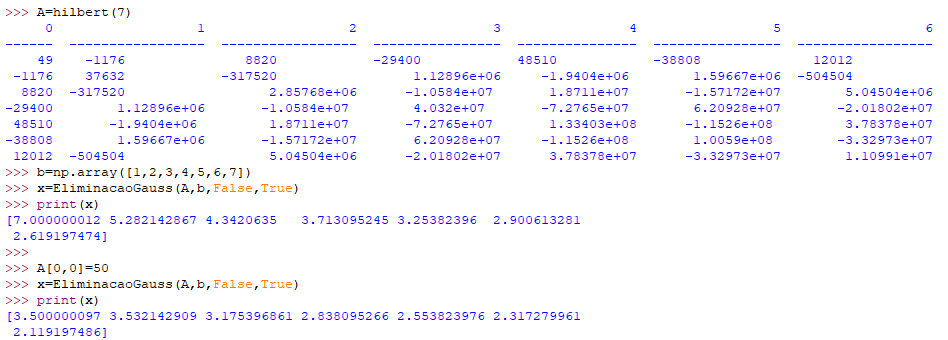 >>> A=hilbert(7)
0 1 2 3 4 5 6
------ ---------------- ----------------- ---------------- ---------------- ---------------- -----------------
49 -1176 8820 -29400 48510 -38808 12012
-1176 37632 -317520 1.12896e+06 -1.9404e+06 1.59667e+06 -504504
8820 -317520 2.85768e+06 -1.0584e+07 1.8711e+07 -1.57172e+07 5.04504e+06
-29400 1.12896e+06 -1.0584e+07 4.032e+07 -7.2765e+07 6.20928e+07 -2.01802e+07
48510 -1.9404e+06 1.8711e+07 -7.2765e+07 1.33403e+08 -1.1526e+08 3.78378e+07
-38808 1.59667e+06 -1.57172e+07 6.20928e+07 -1.1526e+08 1.0059e+08 -3.32973e+07
12012 -504504 5.04504e+06 -2.01802e+07 3.78378e+07 -3.32973e+07 1.10991e+07
>>> b=np.array([1,2,3,4,5,6,7])
>>> x=EliminacaoGauss(A,b,False,True)
>>> print(x)
[7.000000012 5.282142867 4.3420635   3.713095245 3.25382396  2.900613281
 2.619197474]
>>>
>>> A[0,0]=50
>>> x=EliminacaoGauss(A,b,False,True)
>>> print(x)
[3.500000097 3.532142909 3.175396861 2.838095266 2.553823976 2.317279961
 2.119197486]